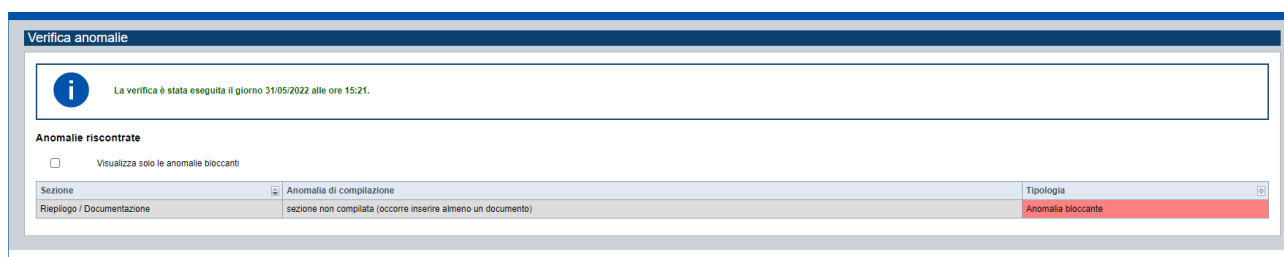 Verifica anomalie
i
La verifica è stata eseguita il giorno 31/05/2022 alle ore 15:21.
Anomalie riscontrate
Visualizza solo le anomalie bloccanti
Sezione Anomalia di compilazione Tipologia
Riepilogo / Documentazione sezione non compilata (occorre inserire almeno un documento) Anomalia bloccante